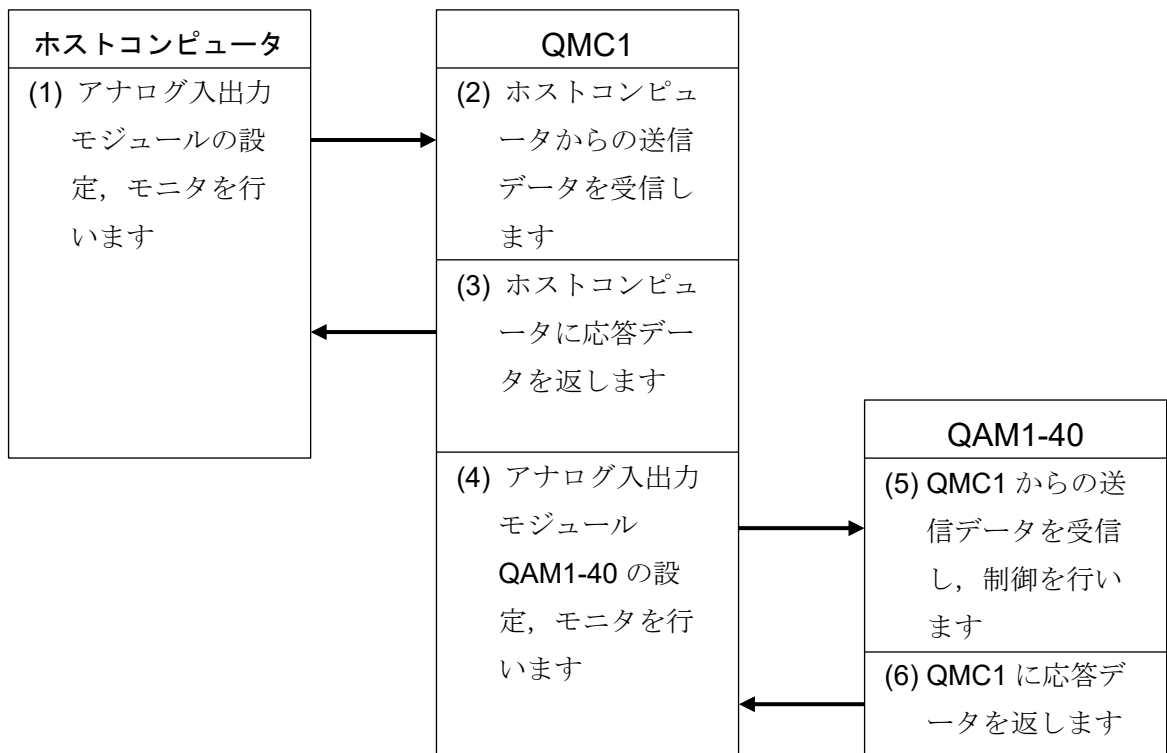 ホストコンピュータ
(1) アナログ入出力
モジュールの設
定，モニタを行
います
QMC1
(2) ホストコンピュ
ータからの送信
データを受信し
ます
(3) ホストコンピュ
ータに応答デー
タを返します
(4) アナログ入出力
モジュール
QAM1-40 の設
定，モニタを行
います
QAM1-40
(5) QMC1 からの送
信データを受信
し，制御を行い
ます
(6) QMC1 に応答デ
ータを返します